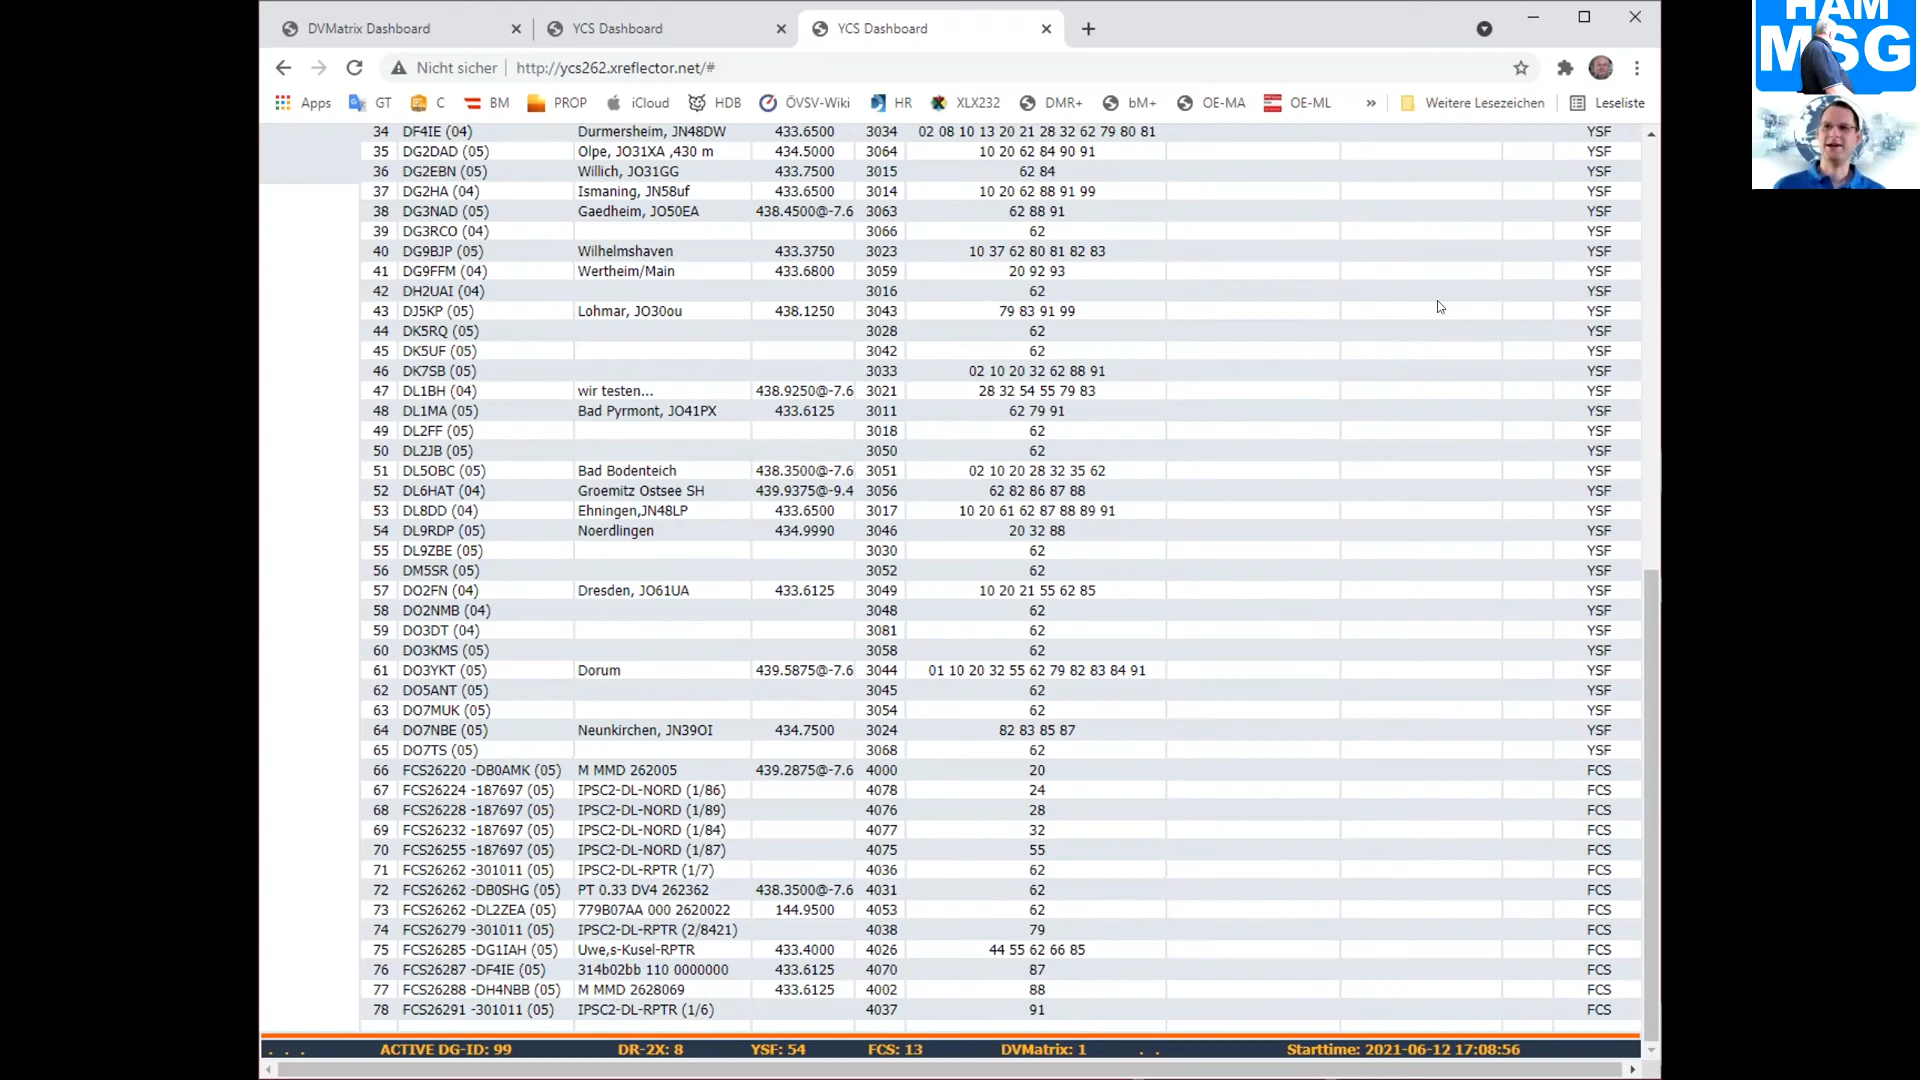 DVMatrix Dashboard YCS Dashboard YCS Dashboard
Nicht sicher http://ycs262.xreflector.net/#
Apps GT C BM PROP iCloud HDB ÖVSV-Wiki HR XLX232 DMR+ bM+ OE-MA OE-ML » Weitere Lesezeichen Leseliste
34 DF4IE (04) Durmersheim, JN48DW 433.6500 3034 02 08 10 13 20 21 28 32 62 79 80 81 YSF
35 DG2DAD (05) Olpe, JO31XA ,430 m 434.5000 3064 10 20 62 84 90 91 YSF
36 DG2EBN (05) Willich, JO31GG 433.7500 3015 62 84 YSF
37 DG2HA (04) Ismaning, JN58uf 433.6500 3014 10 20 62 88 91 99 YSF
38 DG3NAD (05) Gaedheim, JO50EA 438.4500@-7.6 3063 62 88 91 YSF
39 DG3RCO (04) 3066 62 YSF
40 DG9BJP (05) Wilhelmshaven 433.3750 3023 10 37 62 80 81 82 83 YSF
41 DG9FFM (04) Wertheim/Main 433.6800 3059 20 92 93 YSF
42 DH2UAI (04) 3016 62 YSF
43 DJ5KP (05) Lohmar, JO30ou 438.1250 3043 79 83 91 99 YSF
44 DK5RQ (05) 3028 62 YSF
45 DK5UF (05) 3042 62 YSF
46 DK7SB (05) 3033 02 10 20 32 62 88 91 YSF
47 DL1BH (04) wir testen... 438.9250@-7.6 3021 28 32 54 55 79 83 YSF
48 DL1MA (05) Bad Pyrmont, JO41PX 433.6125 3011 62 79 91 YSF
49 DL2FF (05) 3018 62 YSF
50 DL2JB (05) 3050 62 YSF
51 DL5OBC (05) Bad Bodenteich 438.3500@-7.6 3051 02 10 20 28 32 35 62 YSF
52 DL6HAT (04) Groemitz Ostsee SH 439.9375@-9.4 3056 62 82 86 87 88 YSF
53 DL8DD (04) Ehningen,JN48LP 433.6500 3017 10 20 61 62 87 88 89 91 YSF
54 DL9RDP (05) Noerdlingen 434.9990 3046 20 32 88 YSF
55 DL9ZBE (05) 3030 62 YSF
56 DM5SR (05) 3052 62 YSF
57 DO2FN (04) Dresden, JO61UA 433.6125 3049 10 20 21 55 62 85 YSF
58 DO2NMB (04) 3048 62 YSF
59 DO3DT (04) 3081 62 YSF
60 DO3KMS (05) 3058 62 YSF
61 DO3YKT (05) Dorum 439.5875@-7.6 3044 01 10 20 32 55 62 79 82 83 84 91 YSF
62 DO5ANT (05) 3045 62 YSF
63 DO7MUK (05) 3054 62 YSF
64 DO7NBE (05) Neunkirchen, JN39OI 434.7500 3024 82 83 85 87 YSF
65 DO7TS (05) 3068 62 YSF
66 FCS26220 -DB0AMK (05) M MMD 262005 439.2875@-7.6 4000 20 FCS
67 FCS26224 -187697 (05) IPSC2-DL-NORD (1/86) 4078 24 FCS
68 FCS26228 -187697 (05) IPSC2-DL-NORD (1/89) 4076 28 FCS
69 FCS26232 -187697 (05) IPSC2-DL-NORD (1/84) 4077 32 FCS
70 FCS26255 -187697 (05) IPSC2-DL-NORD (1/87) 4075 55 FCS
71 FCS26262 -301011 (05) IPSC2-DL-RPTR (1/7) 4036 62 FCS
72 FCS26262 -DB0SHG (05) PT 0.33 DV4 262362 438.3500@-7.6 4031 62 FCS
73 FCS26262 -DL2ZEA (05) 779B07AA 000 2620022 144.9500 4053 62 FCS
74 FCS26279 -301011 (05) IPSC2-DL-RPTR (2/8421) 4038 79 FCS
75 FCS26285 -DG1IAH (05) Uwe,s-Kusel-RPTR 433.4000 4026 44 55 62 66 85 FCS
76 FCS26287 -DF4IE (05) 314b02bb 110 0000000 433.6125 4070 87 FCS
77 FCS26288 -DH4NBB (05) M MMD 2628069 433.6125 4002 88 FCS
78 FCS26291 -301011 (05) IPSC2-DL-RPTR (1/6) 4037 91 FCS
. . . ACTIVE DG-ID: 99 DR-2X: 8 YSF: 54 FCS: 13 DVMatrix: 1 . . Starttime: 2021-06-12 17:08:56
HAM
MSG